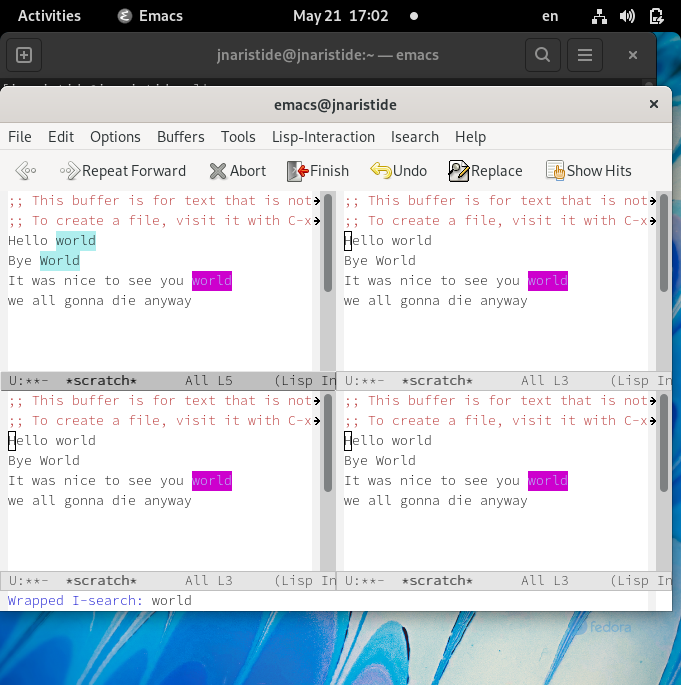 Activities Emacs May 21 17:02 en
jnaristide@jnaristide:~ — emacs
emacs@jnaristide
File Edit Options Buffers Tools Lisp-Interaction Isearch Help
Repeat Forward Abort Finish Undo Replace Show Hits
;; This buffer is for text that is not
;; To create a file, visit it with C-x
Hello world
Bye World
It was nice to see you world
we all gonna die anyway
U:**- *scratch* All L5 (Lisp In
;; This buffer is for text that is not
;; To create a file, visit it with C-x
Hello world
Bye World
It was nice to see you world
we all gonna die anyway
U:**- *scratch* All L3 (Lisp In
;; This buffer is for text that is not
;; To create a file, visit it with C-x
Hello world
Bye World
It was nice to see you world
we all gonna die anyway
U:**- *scratch* All L3 (Lisp In
;; This buffer is for text that is not
;; To create a file, visit it with C-x
Hello world
Bye World
It was nice to see you world
we all gonna die anyway
U:**- *scratch* All L3 (Lisp In
Wrapped I-search: world
fedora